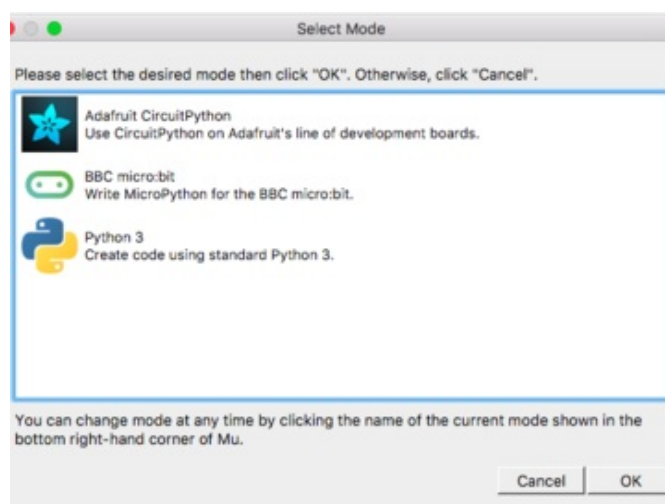 Select Mode
Please select the desired mode then click "OK". Otherwise, click "Cancel".
Adafruit CircuitPython
Use CircuitPython on Adafruit's line of development boards.
BBC micro:bit
Write MicroPython for the BBC micro:bit.
Python 3
Create code using standard Python 3.
You can change mode at any time by clicking the name of the current mode shown in the
bottom right-hand corner of Mu.
Cancel OK